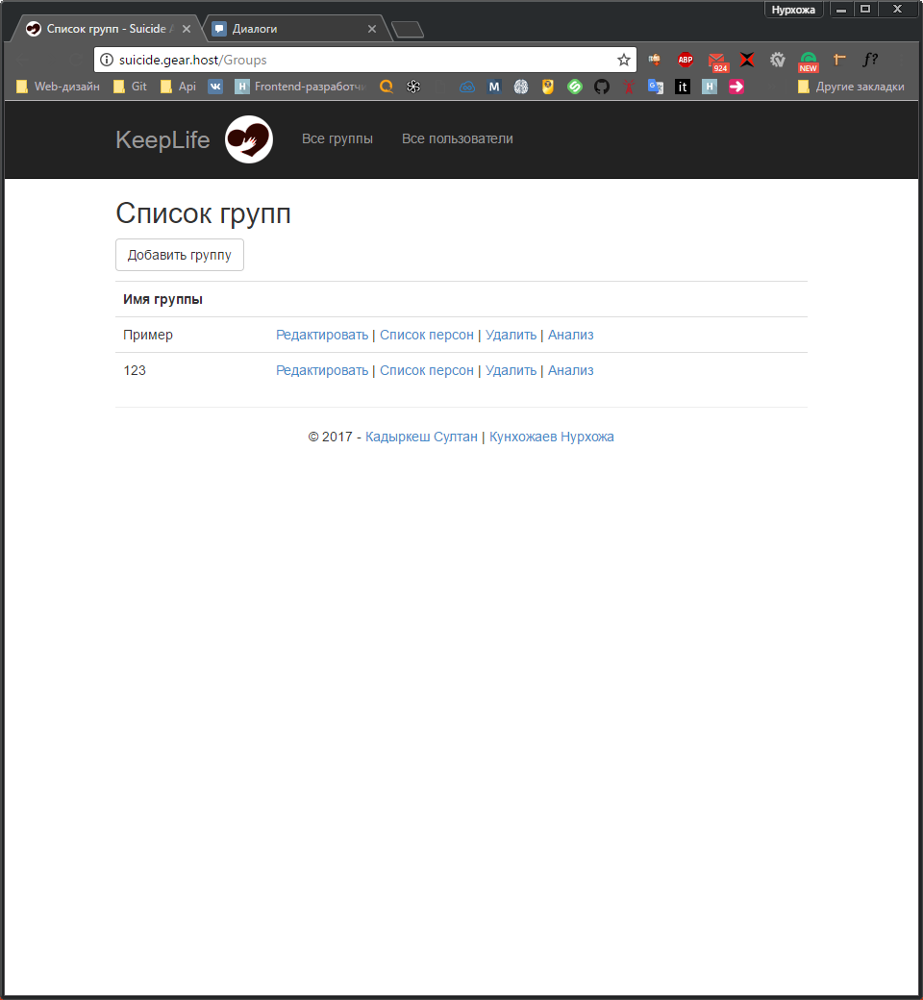 Нурхожа
Список групп - Suicide A
Диалоги
suicide.gear.host/Groups
ABP
924
NEW
f?
Web-дизайн
Git
Api
H Frontend-разработчи
M
it
H
Другие закладки
KeepLife
Все группы
Все пользователи
Список групп
Добавить группу
Имя группы
Пример Редактировать | Список персон | Удалить | Анализ
123 Редактировать | Список персон | Удалить | Анализ
© 2017 - Кадыркеш Султан | Кунхожаев Нурхожа